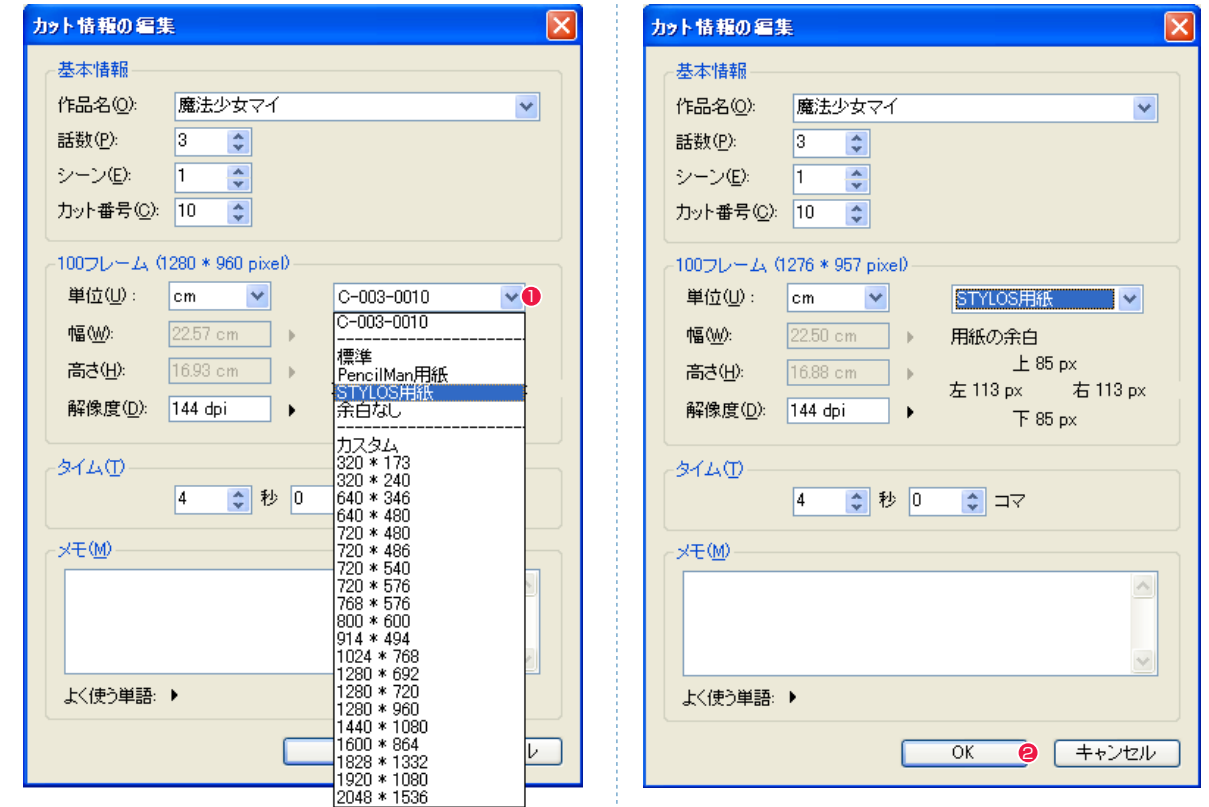 カット情報の編集
基本情報
作品名(O): 魔法少女マイ
話数(P): 3
シーン(E): 1
カット番号(C): 10
100フレーム (1280 * 960 pixel)
単位(U) : cm C-003-0010 1
幅(W): 22.57 cm
高さ(H): 16.93 cm
解像度(D): 144 dpi
C-003-0010
標準
PencilMan用紙
STYLOS用紙
余白なし
カスタム
320 * 173
320 * 240
640 * 346
640 * 480
720 * 480
720 * 486
720 * 540
720 * 576
768 * 576
800 * 600
914 * 494
1024 * 768
1280 * 692
1280 * 720
1280 * 960
1440 * 1080
1600 * 864
1828 * 1332
1920 * 1080
2048 * 1536
タイム(T)
4 秒 0
メモ(M)
よく使う単語:
ル
カット情報の編集
基本情報
作品名(O): 魔法少女マイ
話数(P): 3
シーン(E): 1
カット番号(C): 10
100フレーム (1276 * 957 pixel)
単位(U) : cm STYLOS用紙
幅(W): 22.50 cm 用紙の余白
上 85 px
高さ(H): 16.88 cm
左 113 px 右 113 px
解像度(D): 144 dpi
下 85 px
タイム(T)
4 秒 0 コマ
メモ(M)
よく使う単語:
OK 2 キャンセル